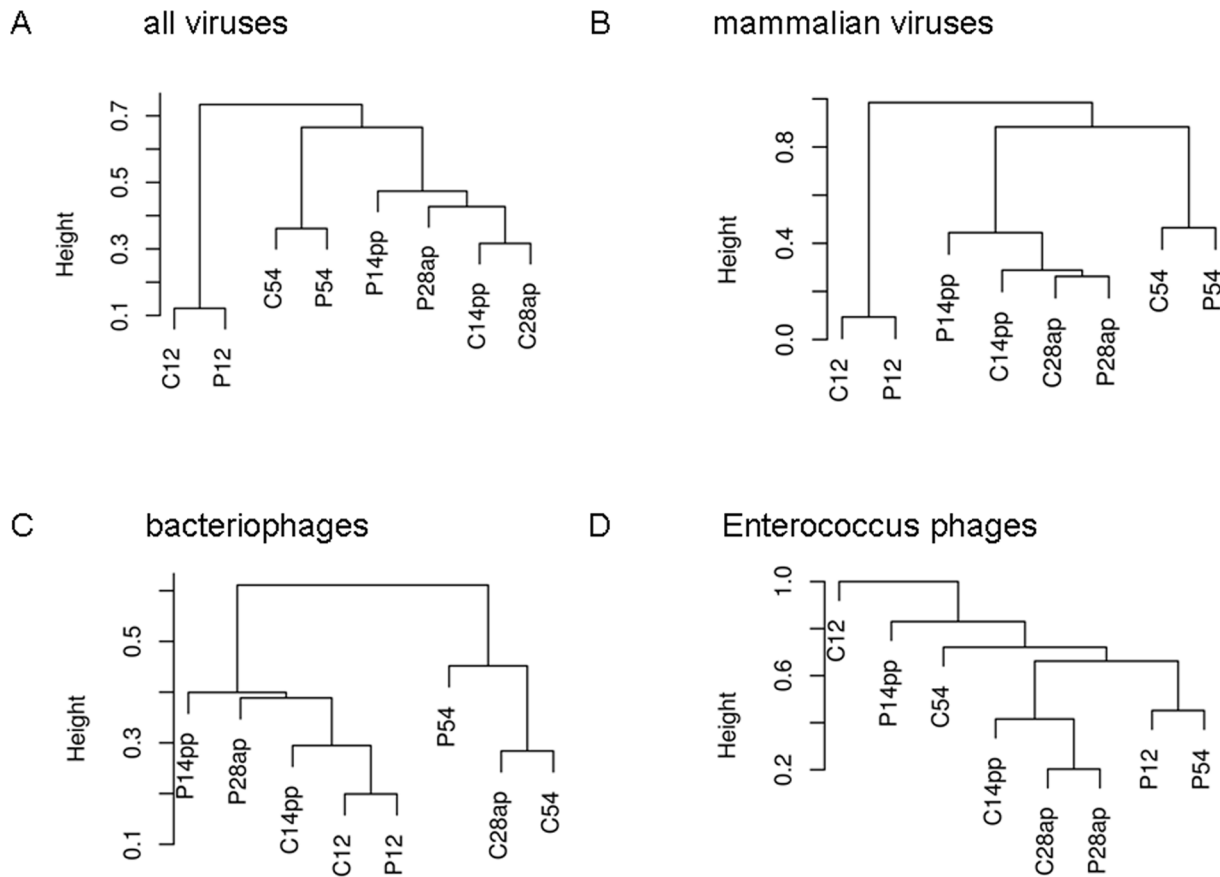 A all viruses
Height
0.7
0.5
0.3
0.1
C12
P12
C54
P54
P14pp
P28ap
C14pp
C28ap
B mammalian viruses
Height
0.8
0.4
0.0
C12
P12
P14pp
C14pp
C28ap
P28ap
C54
P54
C bacteriophages
Height
0.5
0.3
0.1
P14pp
P28ap
C14pp
C12
P12
P54
C28ap
C54
D Enterococcus phages
Height
1.0
0.6
0.2
C12
P14pp
C54
C14pp
C28ap
P28ap
P12
P54